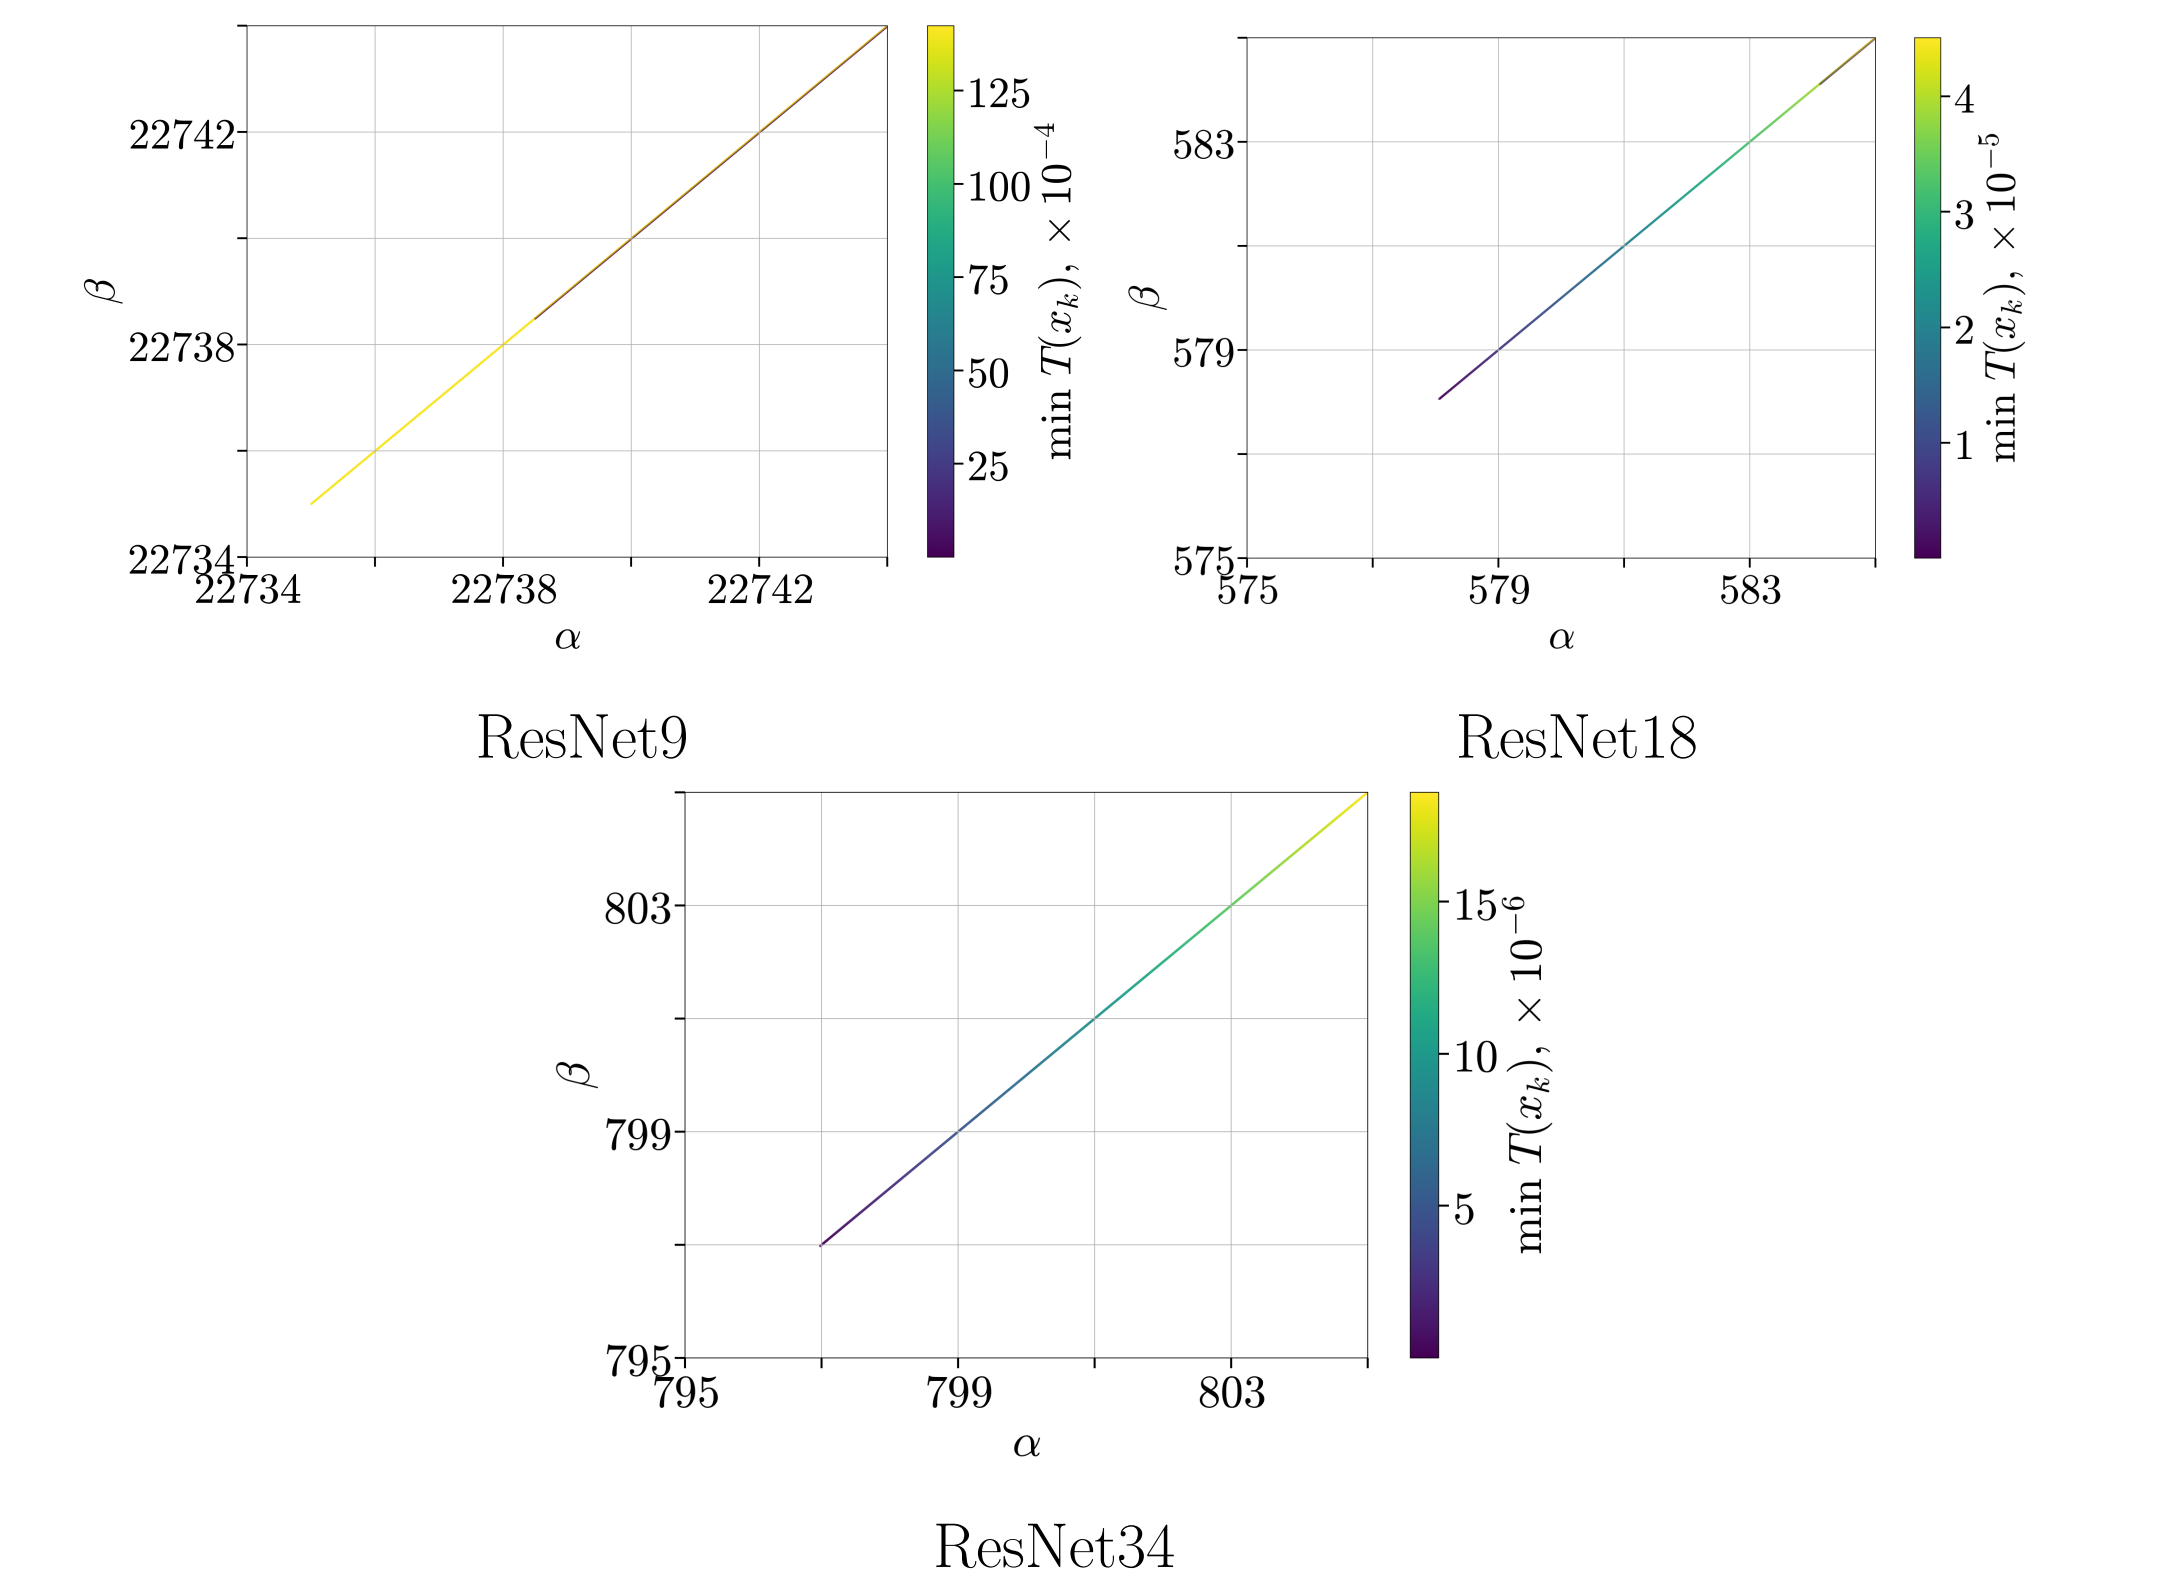 22742
22738
22734
β
22734 22738 22742
α
125
100
75
50
25
min T(x_k), × 10^−4
ResNet9
583
579
575
β
575 579 583
α
4
3
2
1
min T(x_k), × 10^−5
ResNet18
803
799
795
β
795 799 803
α
15
10
5
min T(x_k), × 10^−6
ResNet34